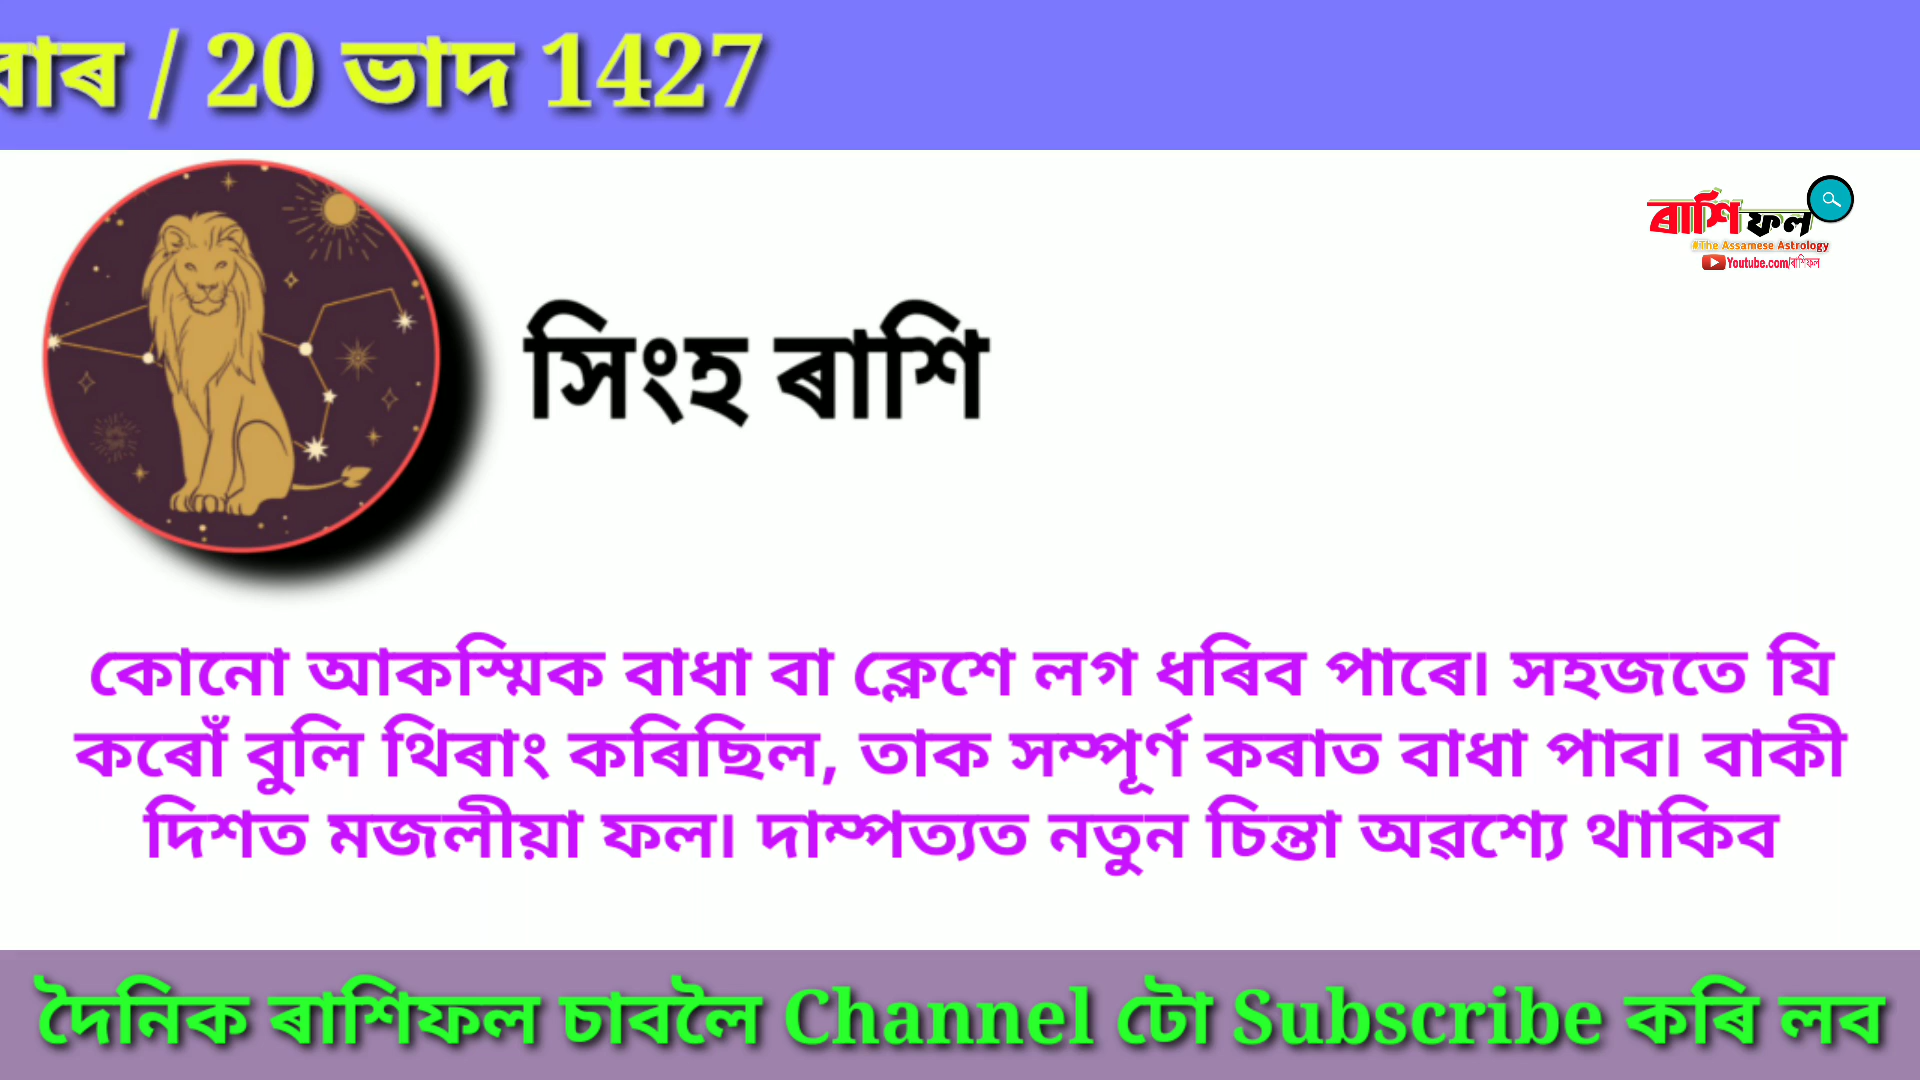 বাৰ / 20 ভাদ 1427
ৰাশি ফল
#The Assamese Astrology
Youtube.com/ৰাশিফল
সিংহ ৰাশি
কোনো আকস্মিক বাধা বা ক্লেশে লগ ধৰিব পাৰে। সহজতে যি
কৰোঁ বুলি থিৰাং কৰিছিল, তাক সম্পূৰ্ণ কৰাত বাধা পাব। বাকী
দিশত মজলীয়া ফল। দাম্পত্যত নতুন চিন্তা অৱশ্যে থাকিব
দৈনিক ৰাশিফল চাবলৈ Channel টো Subscribe কৰি লব